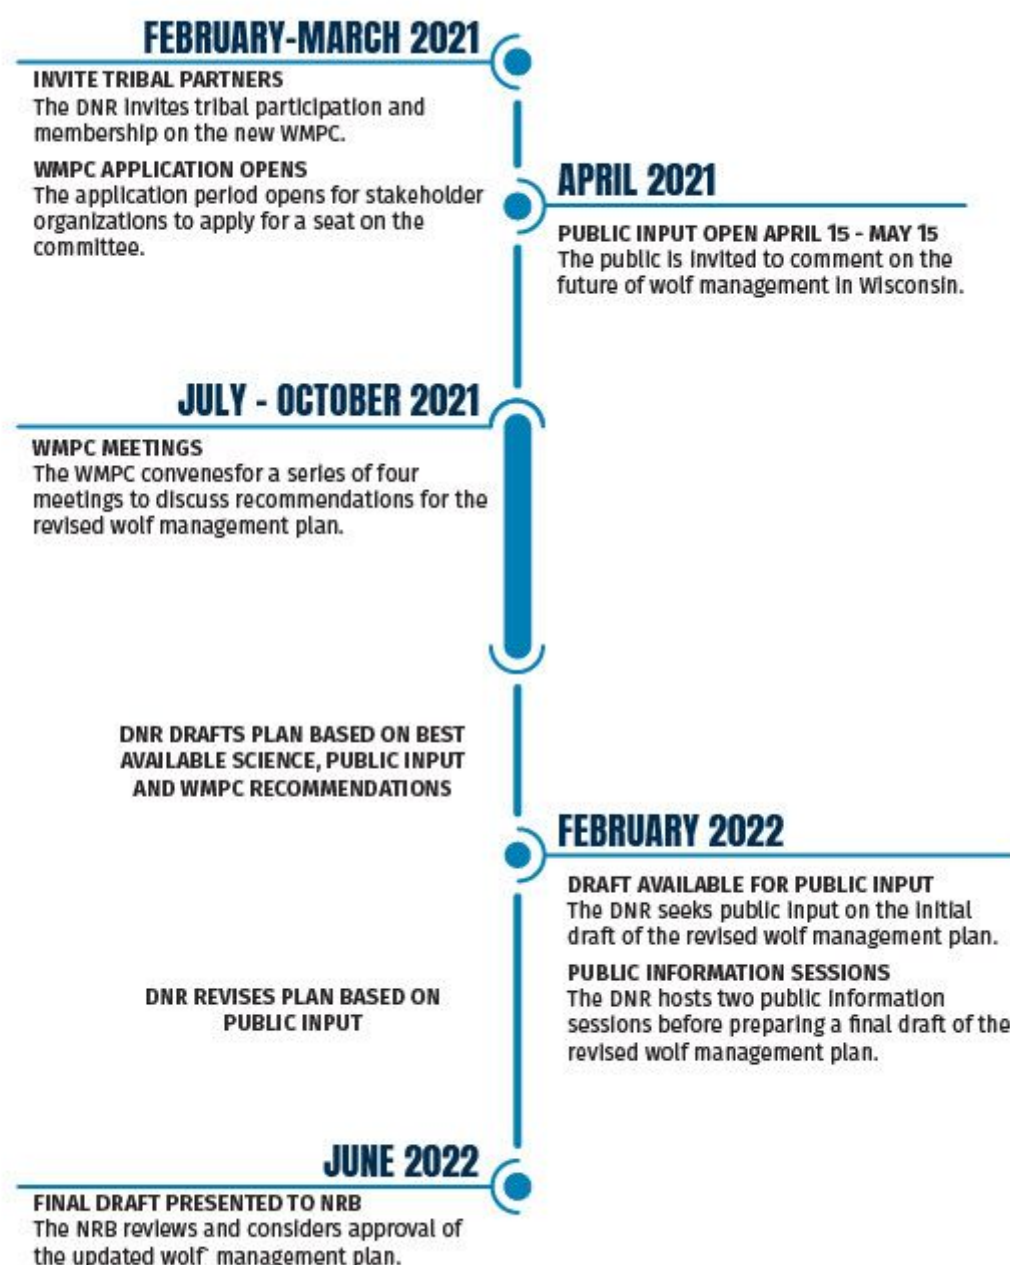 FEBRUARY-MARCH 2021
INVITE TRIBAL PARTNERS
The DNR invites tribal participation and
membership on the new WMPC.
WMPC APPLICATION OPENS
The application period opens for stakeholder
organizations to apply for a seat on the
committee.
APRIL 2021
PUBLIC INPUT OPEN APRIL 15 - MAY 15
The public is invited to comment on the
future of wolf management in Wisconsin.
JULY - OCTOBER 2021
WMPC MEETINGS
The WMPC convenesfor a series of four
meetings to discuss recommendations for the
revised wolf management plan.
DNR DRAFTS PLAN BASED ON BEST
AVAILABLE SCIENCE, PUBLIC INPUT
AND WMPC RECOMMENDATIONS
FEBRUARY 2022
DRAFT AVAILABLE FOR PUBLIC INPUT
The DNR seeks public input on the initial
draft of the revised wolf management plan.
PUBLIC INFORMATION SESSIONS
The DNR hosts two public information
sessions before preparing a final draft of the
revised wolf management plan.
DNR REVISES PLAN BASED ON
PUBLIC INPUT
JUNE 2022
FINAL DRAFT PRESENTED TO NRB
The NRB reviews and considers approval of
the updated wolf` management plan.